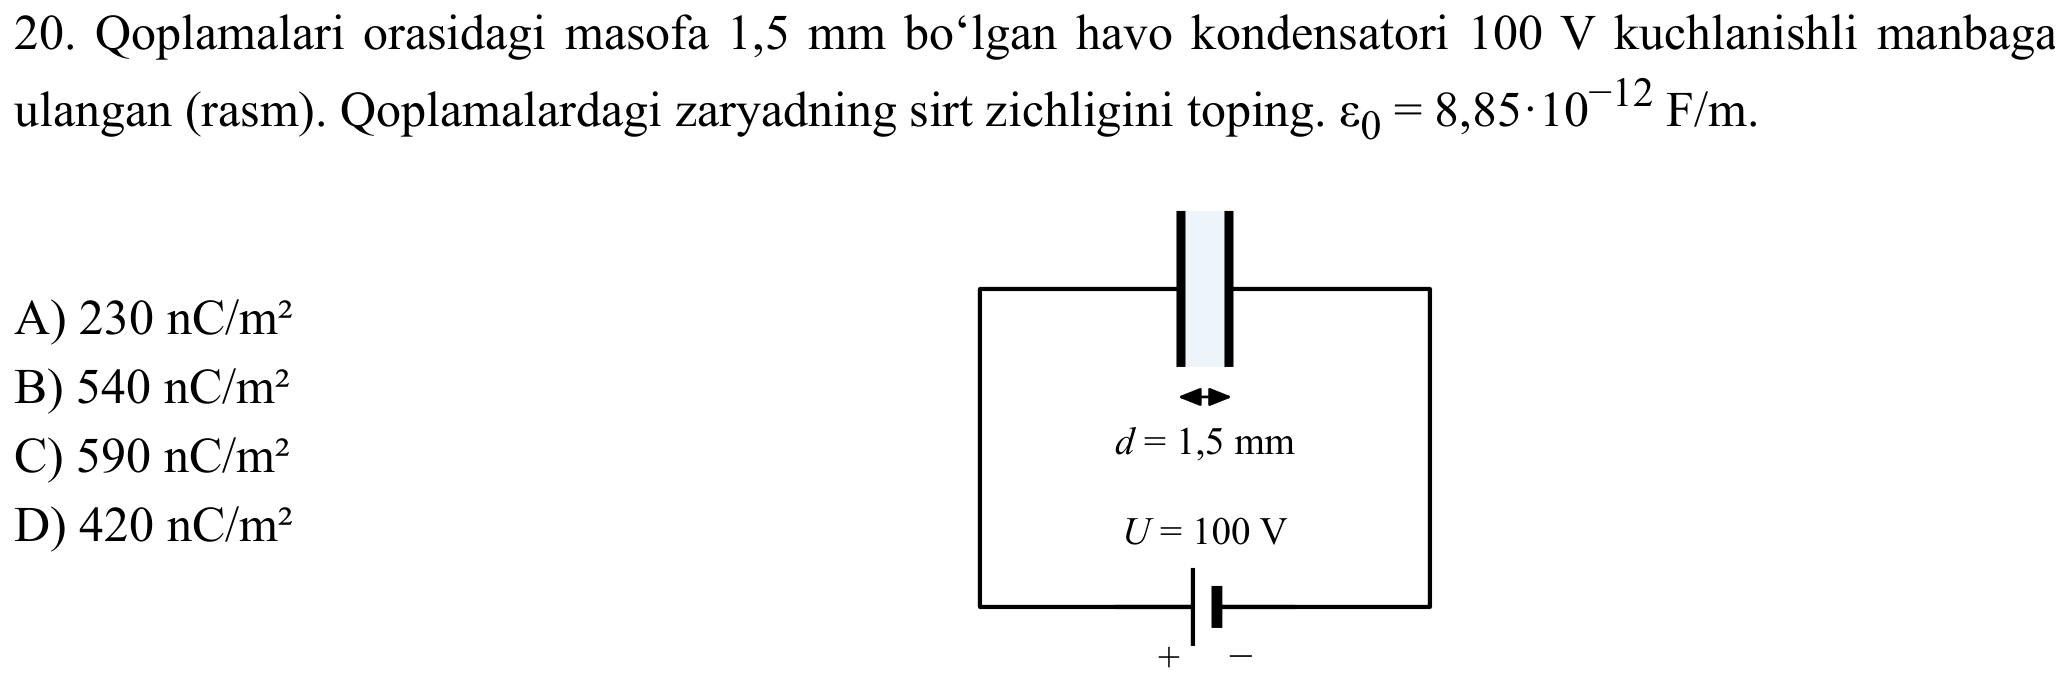 20. Qoplamalari orasidagi masofa 1,5 mm bo‘lgan havo kondensatori 100 V kuchlanishli manbaga
ulangan (rasm). Qoplamalardagi zaryadning sirt zichligini toping. ε₀ = 8,85·10⁻¹² F/m.
A) 230 nC/m²
B) 540 nC/m²
C) 590 nC/m²
D) 420 nC/m²
d = 1,5 mm
U = 100 V
+ −